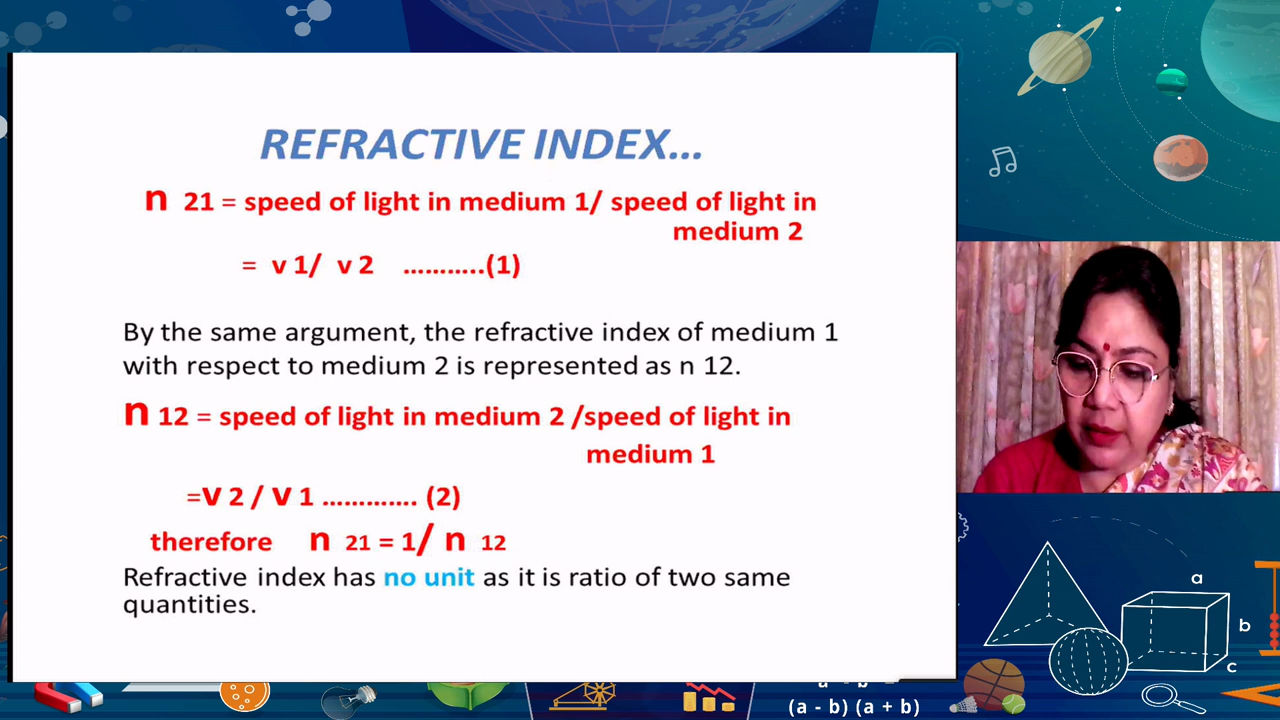 REFRACTIVE INDEX...
n 21 = speed of light in medium 1/ speed of light in
medium 2
= v 1/ v 2 ………..(1)
By the same argument, the refractive index of medium 1
with respect to medium 2 is represented as n 12.
n 12 = speed of light in medium 2 /speed of light in
medium 1
=v 2 / v 1 …………. (2)
therefore n 21 = 1/ n 12
Refractive index has no unit as it is ratio of two same
quantities.
a
b
c
(a - b) (a + b)